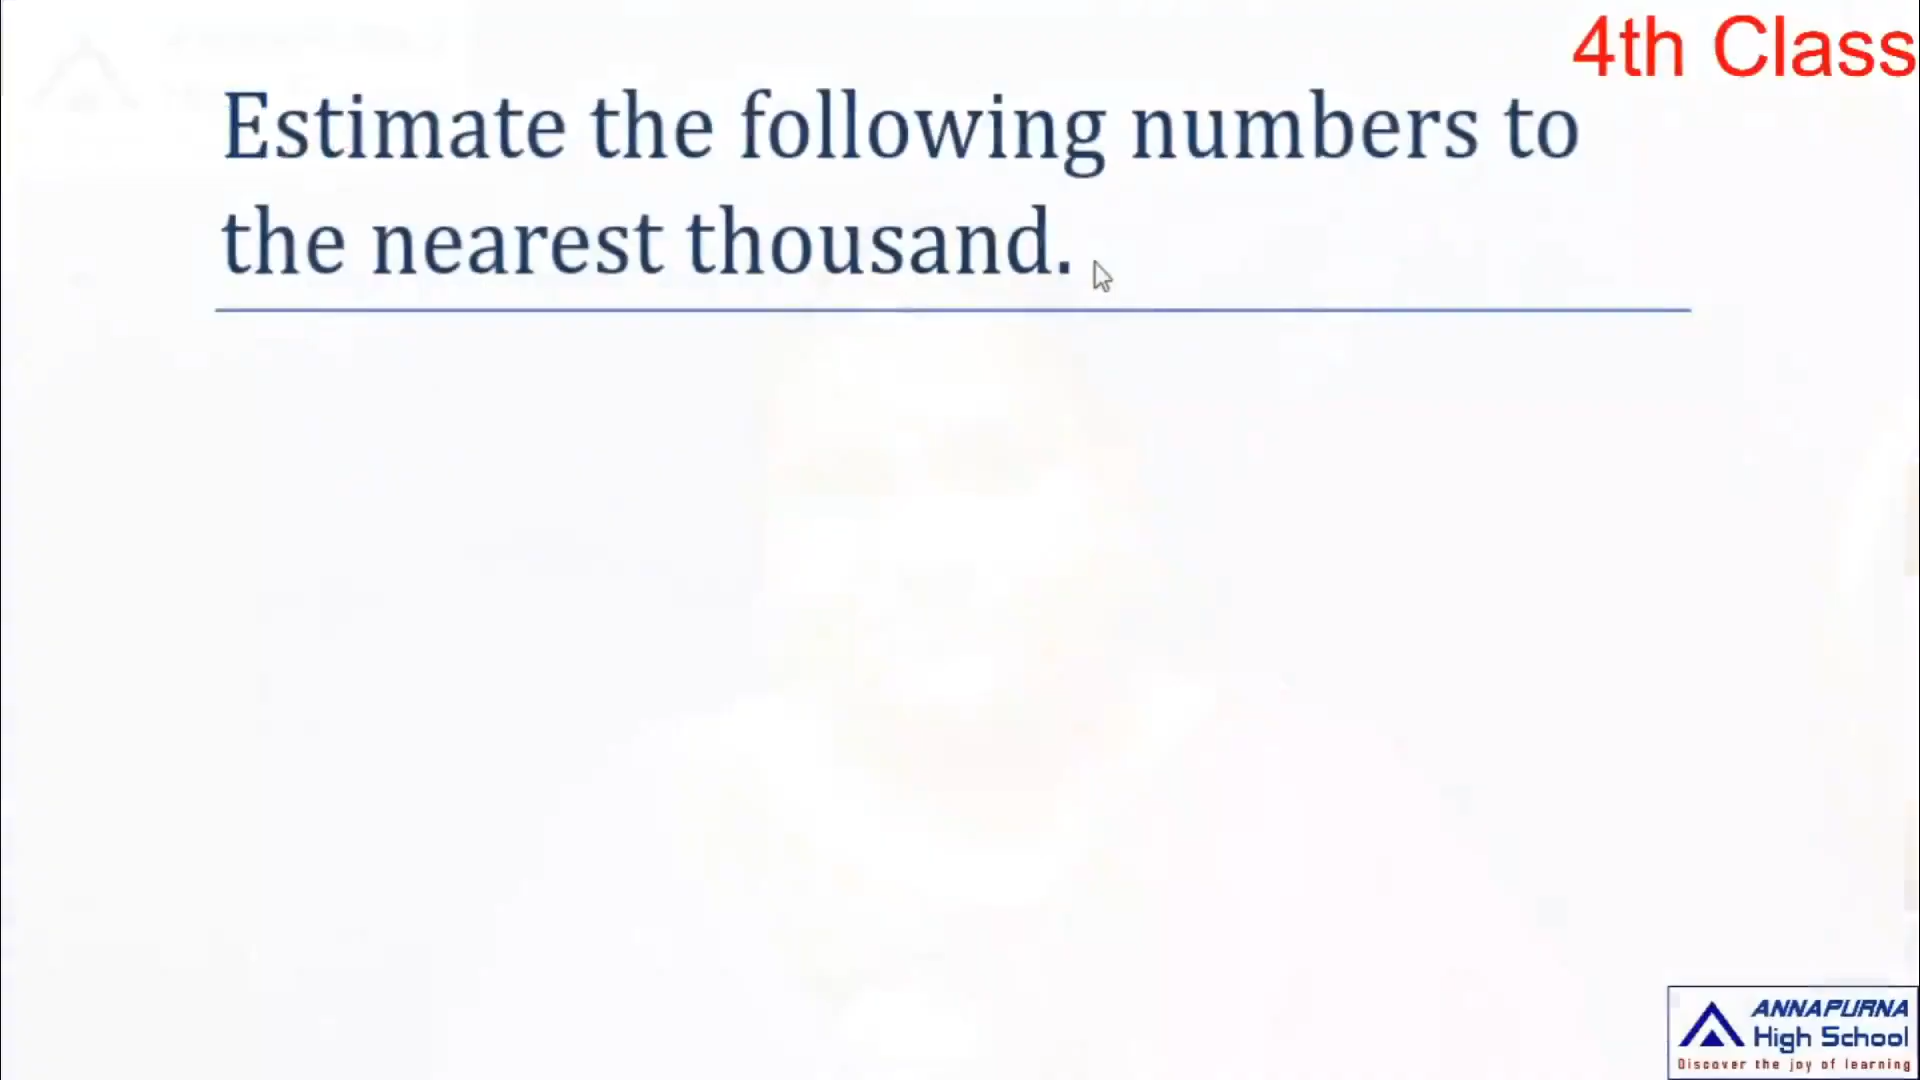 4th Class
Estimate the following numbers to
the nearest thousand.
ANNAPURNA
High School
Discover the joy of learning